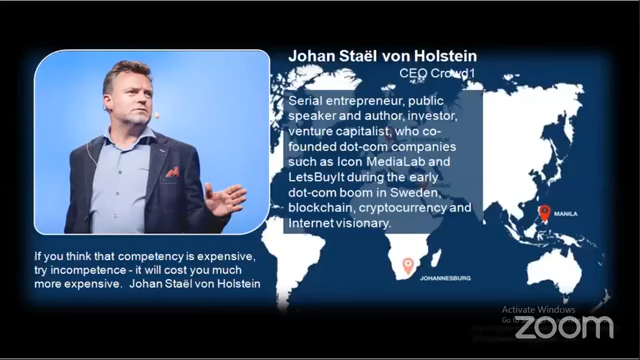 Johan Staël von Holstein
CEO Crowd1
Serial entrepreneur, public
speaker and author, investor,
venture capitalist, who co-
founded dot-com companies
such as Icon MediaLab and
LetsBuyIt during the early
dot-com boom in Sweden,
blockchain, cryptocurrency and
Internet visionary.
If you think that competency is expensive,
try incompetence - it will cost you much
more expensive. Johan Staël von Holstein
MANILA
JOHANNESBURG
Activate Windows
zoom